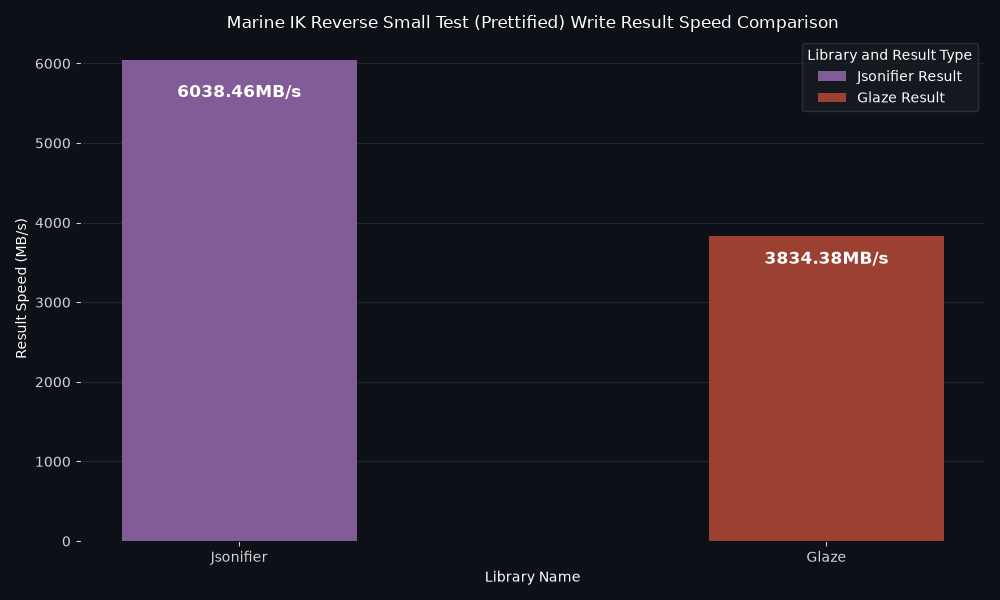 Marine IK Reverse Small Test (Prettified) Write Result Speed Comparison
Library and Result Type
Jsonifier Result
Glaze Result
6038.46MB/s
3834.38MB/s
Result Speed (MB/s)
6000
5000
4000
3000
2000
1000
0
Jsonifier
Glaze
Library Name